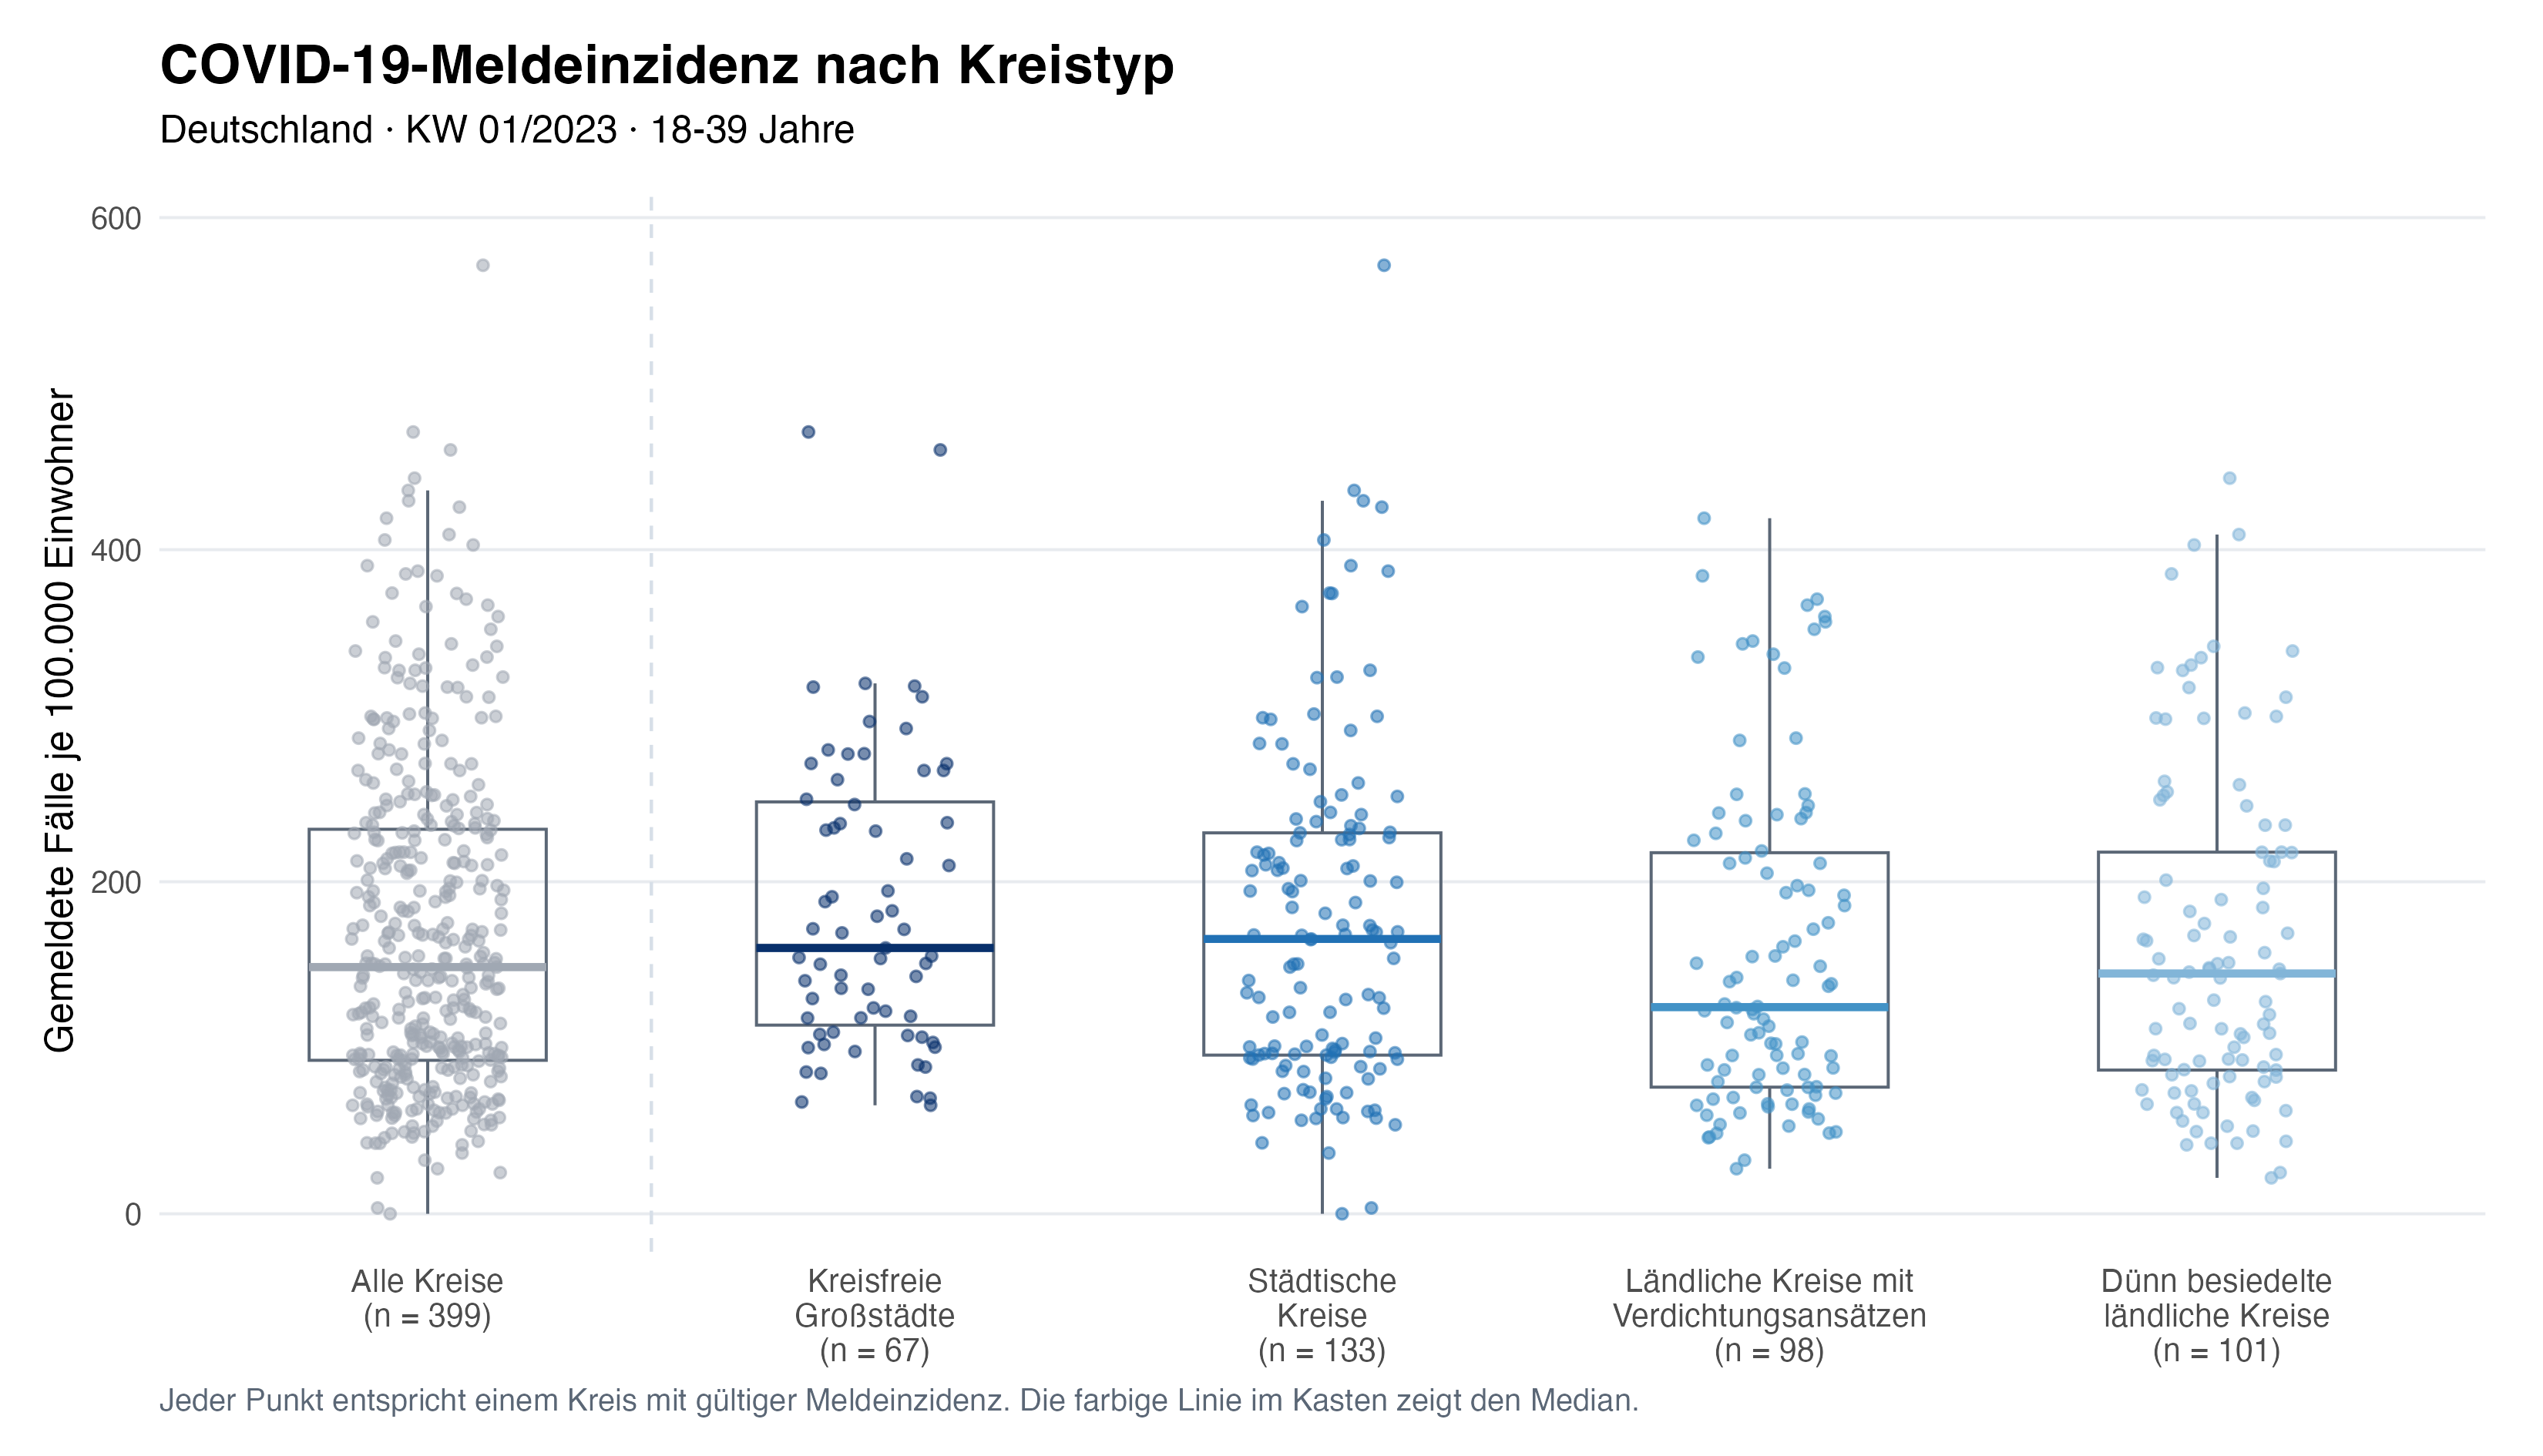 COVID-19-Meldeinzidenz nach Kreistyp
Deutschland · KW 01/2023 · 18-39 Jahre
Gemeldete Fälle je 100.000 Einwohner
600
400
200
0
Alle Kreise
(n = 399)
Kreisfreie
Großstädte
(n = 67)
Städtische
Kreise
(n = 133)
Ländliche Kreise mit
Verdichtungsansätzen
(n = 98)
Dünn besiedelte
ländliche Kreise
(n = 101)
Jeder Punkt entspricht einem Kreis mit gültiger Meldeinzidenz. Die farbige Linie im Kasten zeigt den Median.